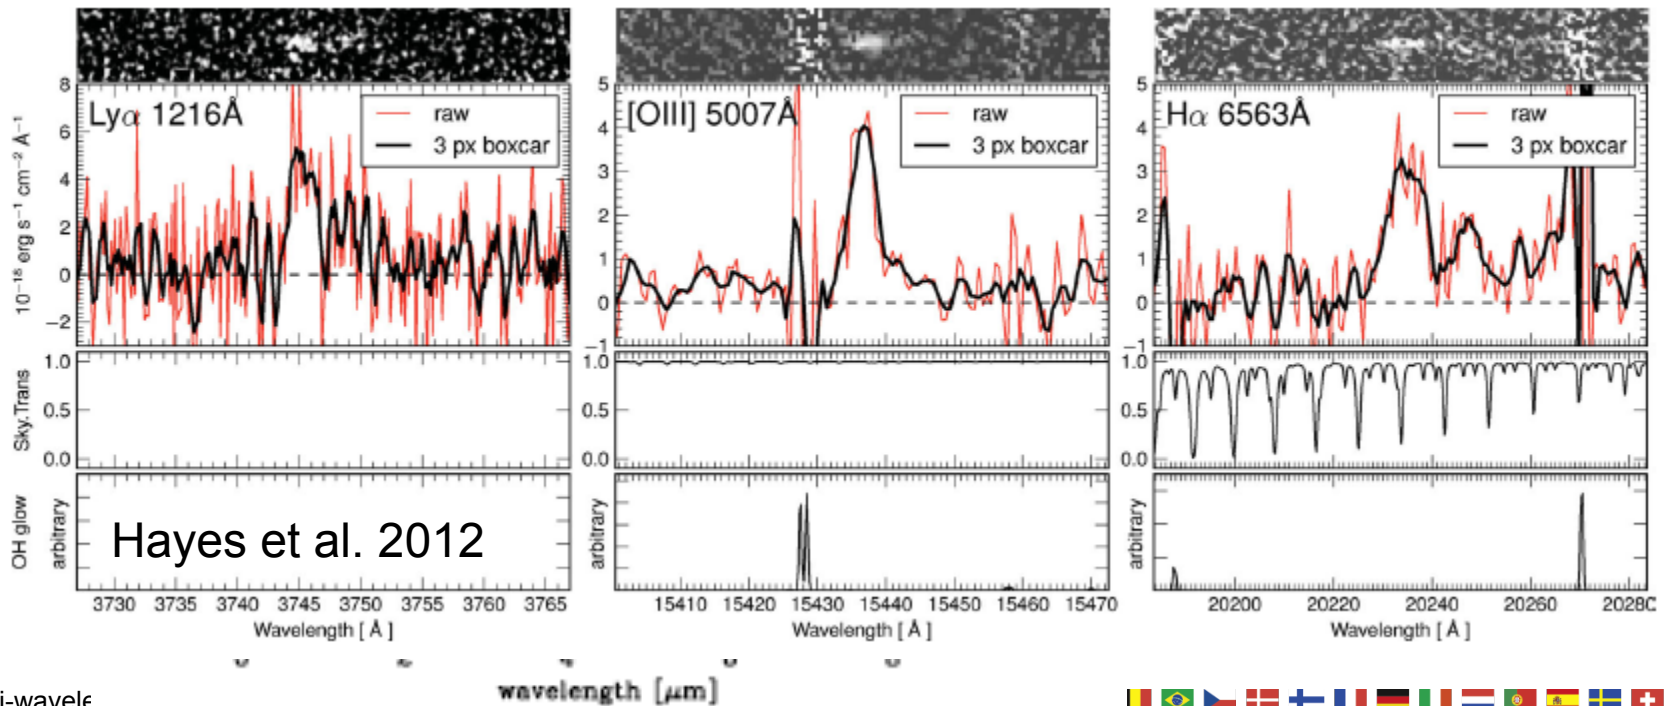 Lyα 1216Å
raw
3 px boxcar
8
6
4
2
0
−2
10⁻¹⁸ erg s⁻¹ cm⁻² Å⁻¹
[OIII] 5007Å
raw
3 px boxcar
5
4
3
2
1
0
−1
Hα 6563Å
raw
3 px boxcar
5
4
3
2
1
0
−1
Sky.Trans
1.0
0.5
0.0
1.0
0.5
0.0
1.0
0.5
0.0
OH glow
arbitrary
Hayes et al. 2012
arbitrary
arbitrary
3730 3735 3740 3745 3750 3755 3760 3765
Wavelength [ Å ]
15410 15420 15430 15440 15450 15460 15470
Wavelength [ Å ]
20200 20220 20240 20260
Wavelength [ Å ]
wavelength [μm]